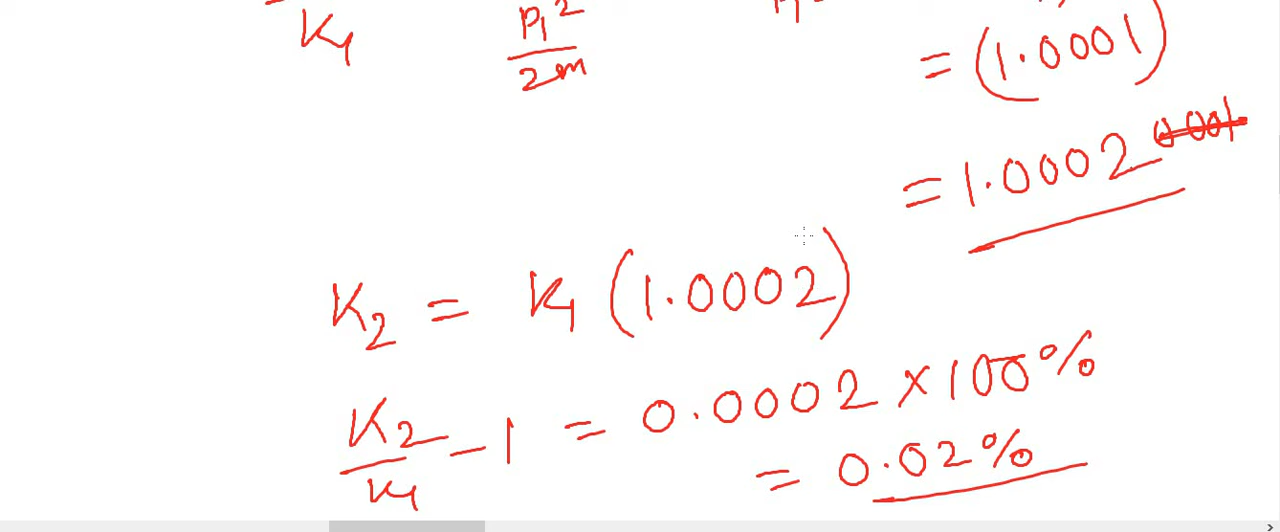 K₁ P₁² / 2m
= (1.0001)
= 1.0002
K₂ = K₁ (1.0002)
K₂/K₁ − 1 = 0.0002 × 100%
= 0.02%